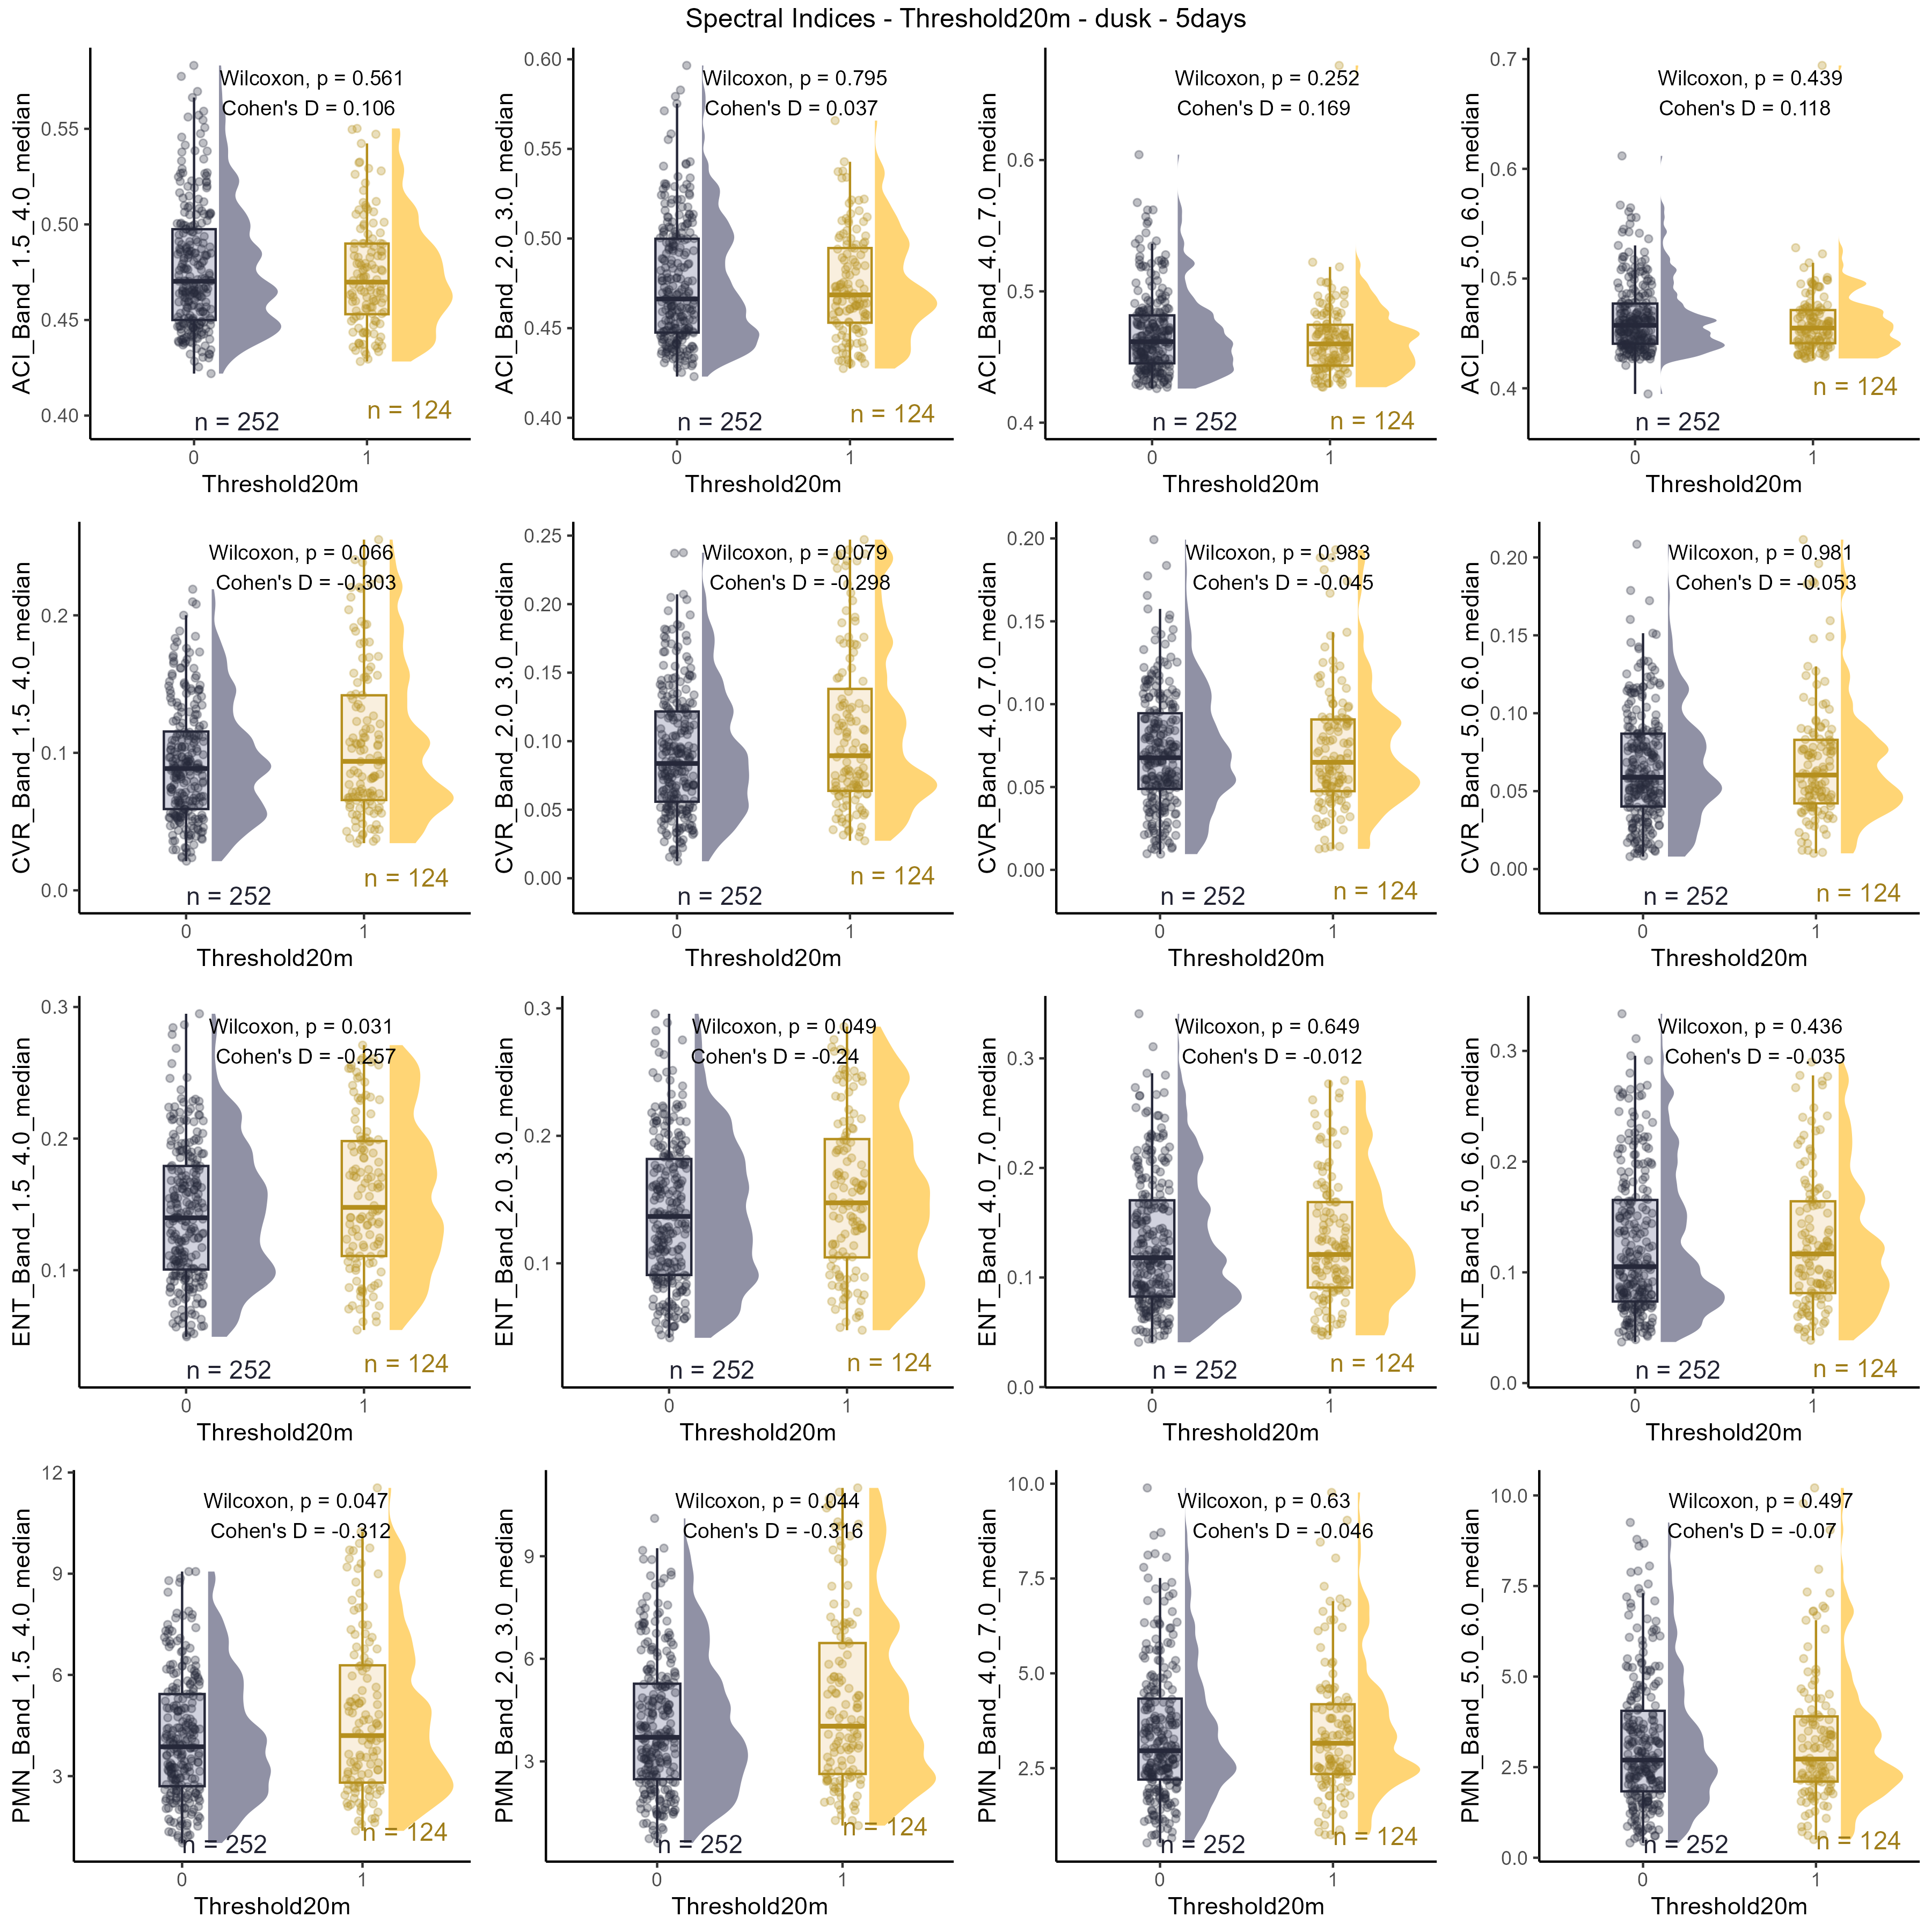 Spectral Indices - Threshold20m - dusk - 5days
ACI_Band_1.5_4.0_median
Wilcoxon, p = 0.561
Cohen's D = 0.106
0.55
0.50
0.45
0.40
n = 252
n = 124
0
1
Threshold20m
ACI_Band_2.0_3.0_median
Wilcoxon, p = 0.795
Cohen's D = 0.037
0.60
0.55
0.50
0.45
0.40
n = 252
n = 124
0
1
Threshold20m
ACI_Band_4.0_7.0_median
Wilcoxon, p = 0.252
Cohen's D = 0.169
0.6
0.5
0.4
n = 252
n = 124
0
1
Threshold20m
ACI_Band_5.0_6.0_median
Wilcoxon, p = 0.439
Cohen's D = 0.118
0.7
0.6
0.5
0.4
n = 252
n = 124
0
1
Threshold20m
CVR_Band_1.5_4.0_median
Wilcoxon, p = 0.066
Cohen's D = -0.303
0.2
0.1
0.0
n = 252
n = 124
0
1
Threshold20m
CVR_Band_2.0_3.0_median
Wilcoxon, p = 0.079
Cohen's D = -0.298
0.25
0.20
0.15
0.10
0.05
0.00
n = 252
n = 124
0
1
Threshold20m
CVR_Band_4.0_7.0_median
Wilcoxon, p = 0.983
Cohen's D = -0.045
0.20
0.15
0.10
0.05
0.00
n = 252
n = 124
0
1
Threshold20m
CVR_Band_5.0_6.0_median
Wilcoxon, p = 0.981
Cohen's D = -0.053
0.20
0.15
0.10
0.05
0.00
n = 252
n = 124
0
1
Threshold20m
ENT_Band_1.5_4.0_median
Wilcoxon, p = 0.031
Cohen's D = -0.257
0.3
0.2
0.1
n = 252
n = 124
0
1
Threshold20m
ENT_Band_2.0_3.0_median
Wilcoxon, p = 0.049
Cohen's D = -0.24
0.3
0.2
0.1
n = 252
n = 124
0
1
Threshold20m
ENT_Band_4.0_7.0_median
Wilcoxon, p = 0.649
Cohen's D = -0.012
0.3
0.2
0.1
0.0
n = 252
n = 124
0
1
Threshold20m
ENT_Band_5.0_6.0_median
Wilcoxon, p = 0.436
Cohen's D = -0.035
0.3
0.2
0.1
0.0
n = 252
n = 124
0
1
Threshold20m
PMN_Band_1.5_4.0_median
Wilcoxon, p = 0.047
Cohen's D = -0.312
12
9
6
3
n = 252
n = 124
0
1
Threshold20m
PMN_Band_2.0_3.0_median
Wilcoxon, p = 0.044
Cohen's D = -0.316
9
6
3
n = 252
n = 124
0
1
Threshold20m
PMN_Band_4.0_7.0_median
Wilcoxon, p = 0.63
Cohen's D = -0.046
10.0
7.5
5.0
2.5
n = 252
n = 124
0
1
Threshold20m
PMN_Band_5.0_6.0_median
Wilcoxon, p = 0.497
Cohen's D = -0.07
10.0
7.5
5.0
2.5
0.0
n = 252
n = 124
0
1
Threshold20m